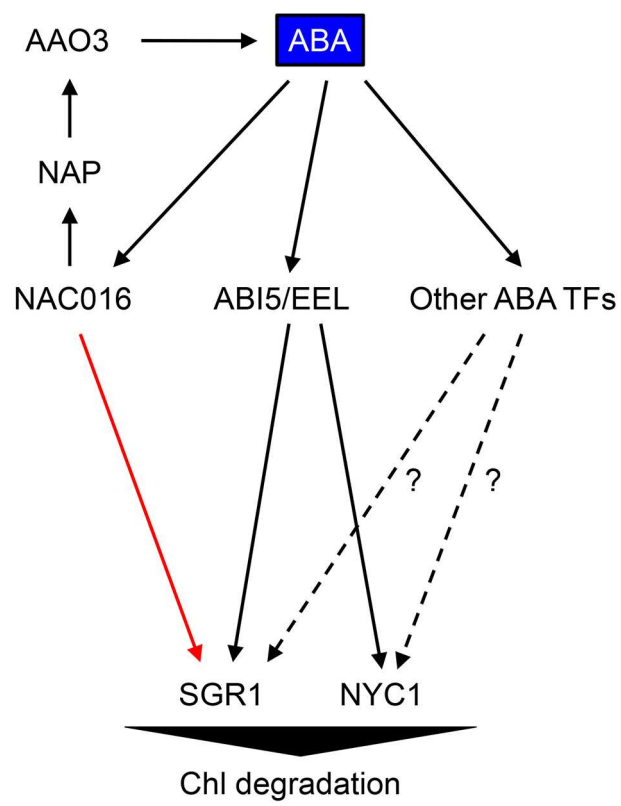 AAO3
ABA
NAP
NAC016
ABI5/EEL
Other ABA TFs
?
?
SGR1
NYC1
Chl degradation